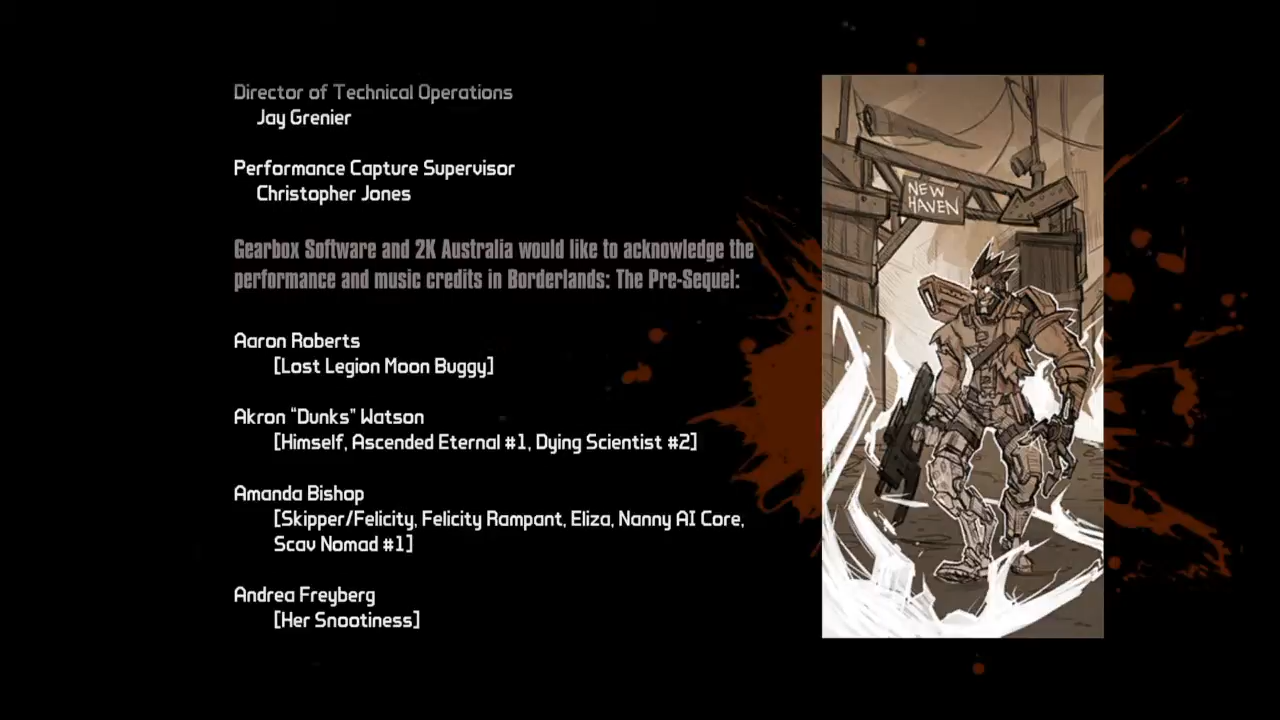 Director of Technical Operations
Jay Grenier
Performance Capture Supervisor
Christopher Jones
Gearbox Software and 2K Australia would like to acknowledge the
performance and music credits in Borderlands: The Pre-Sequel:
Aaron Roberts
[Lost Legion Moon Buggy]
Akron “Dunks” Watson
[Himself, Ascended Eternal #1, Dying Scientist #2]
Amanda Bishop
[Skipper/Felicity, Felicity Rampant, Eliza, Nanny AI Core,
Scav Nomad #1]
Andrea Freyberg
[Her Snootiness]
NEW
HAVEN